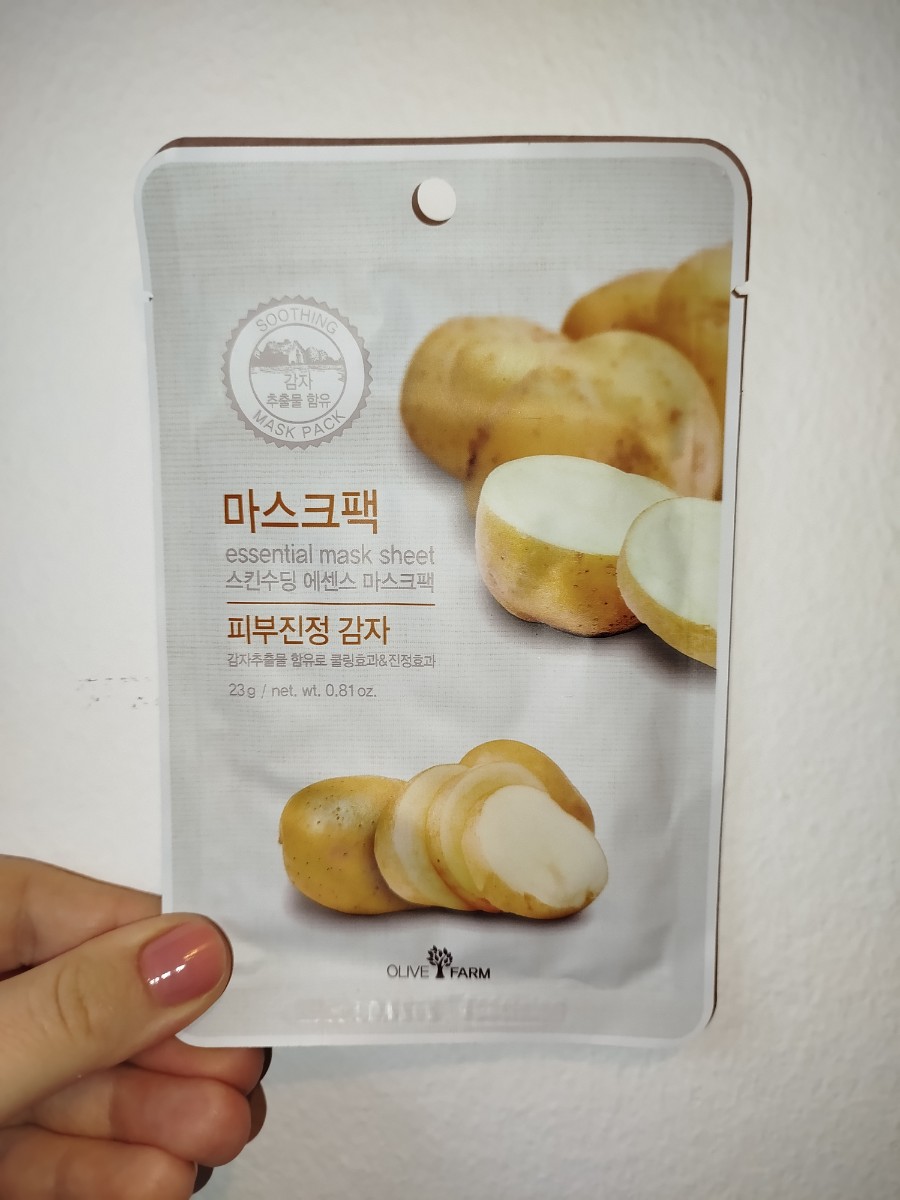 SOOTHING
감자
추출물 함유
MASK PACK
마스크팩
essential mask sheet
스킨수딩 에센스 마스크팩
피부진정 감자
감자추출물 함유로 쿨링효과&진정효과
23g / net. wt. 0.81oz.
OLIVE FARM